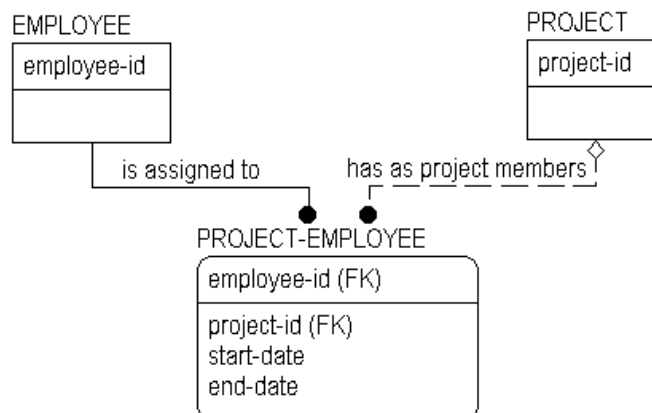 EMPLOYEE
employee-id
PROJECT
project-id
is assigned to
has as project members
PROJECT-EMPLOYEE
employee-id (FK)
project-id (FK)
start-date
end-date